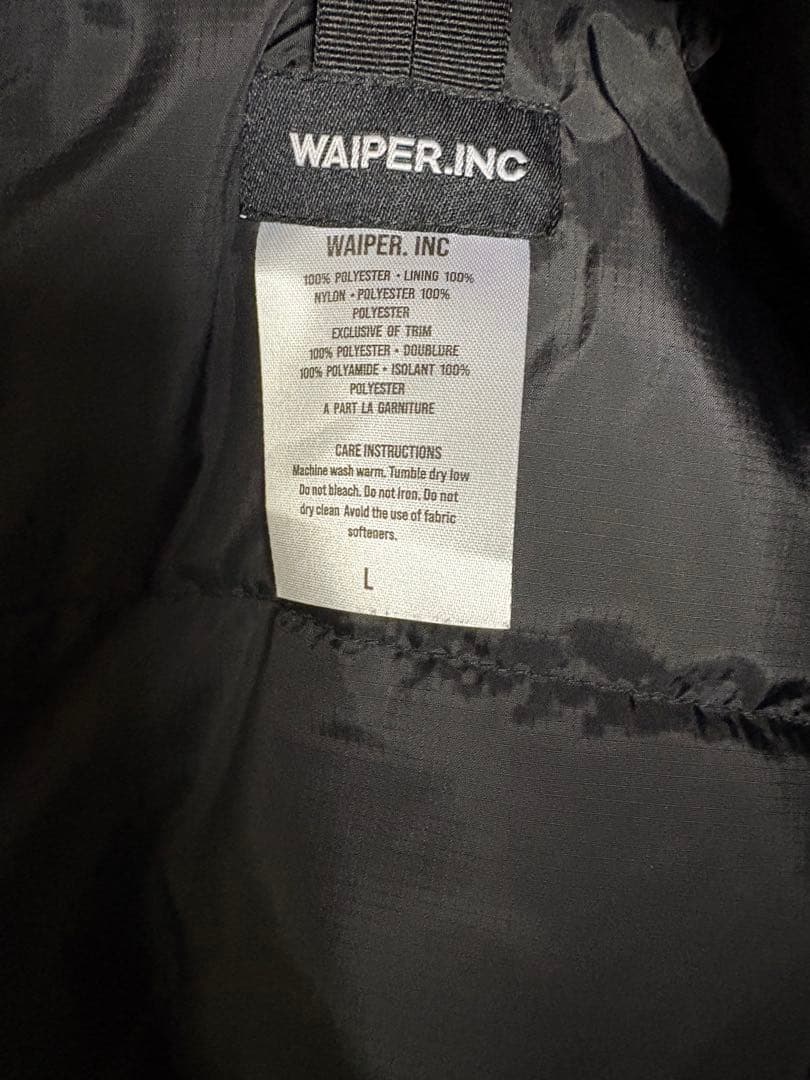 WAIPER.INC
WAIPER. INC
100% POLYESTER • LINING 100%
NYLON • POLYESTER 100%
POLYESTER
EXCLUSIVE OF TRIM
100% POLYESTER • DOUBLURE
100% POLYAMIDE • ISOLANT 100%
POLYESTER
A PART LA GARNITURE
CARE INSTRUCTIONS
Machine wash warm. Tumble dry low
Do not bleach. Do not Iron. Do not
dry clean Avoid the use of fabric
softeners.
L